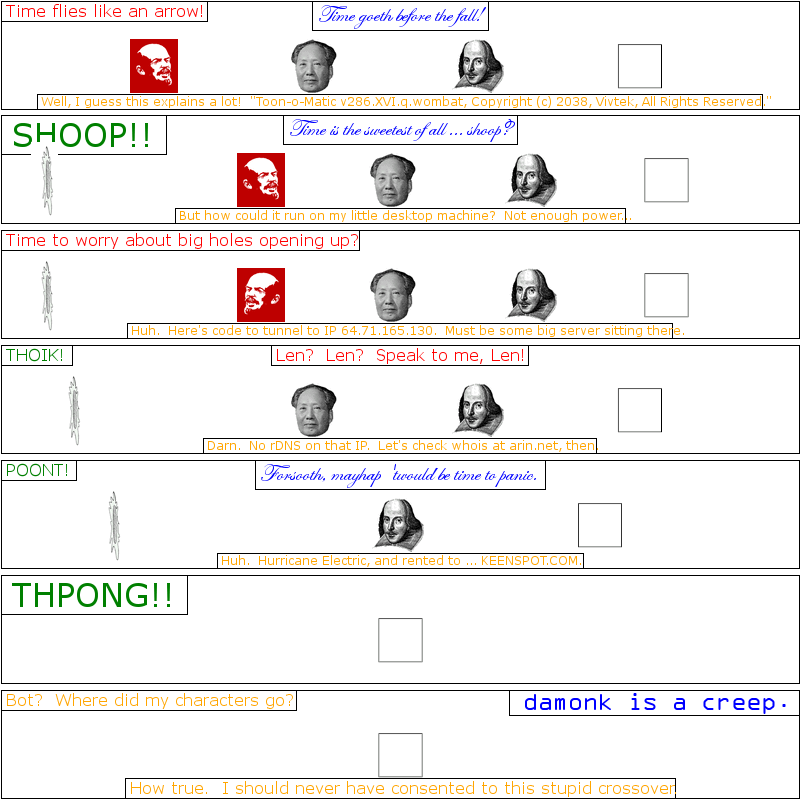 Time flies like an arrow!
Time goeth before the fall!
Well, I guess this explains a lot!  "Toon-o-Matic v286.XVI.q.wombat, Copyright (c) 2038, Vivtek, All Rights Reserved."
SHOOP!!
Time is the sweetest of all ... shoop?
But how could it run on my little desktop machine?  Not enough power...
Time to worry about big holes opening up?
Huh.  Here's code to tunnel to IP 64.71.165.130.  Must be some big server sitting there.
THOIK!
Len?  Len?  Speak to me, Len!
Darn.  No rDNS on that IP.  Let's check whois at arin.net, then.
POONT!
Forsooth, mayhap 'twould be time to panic.
Huh.  Hurricane Electric, and rented to ... KEENSPOT.COM.
THPONG!!
Bot?  Where did my characters go?
damonk is a creep.
How true.  I should never have consented to this stupid crossover.